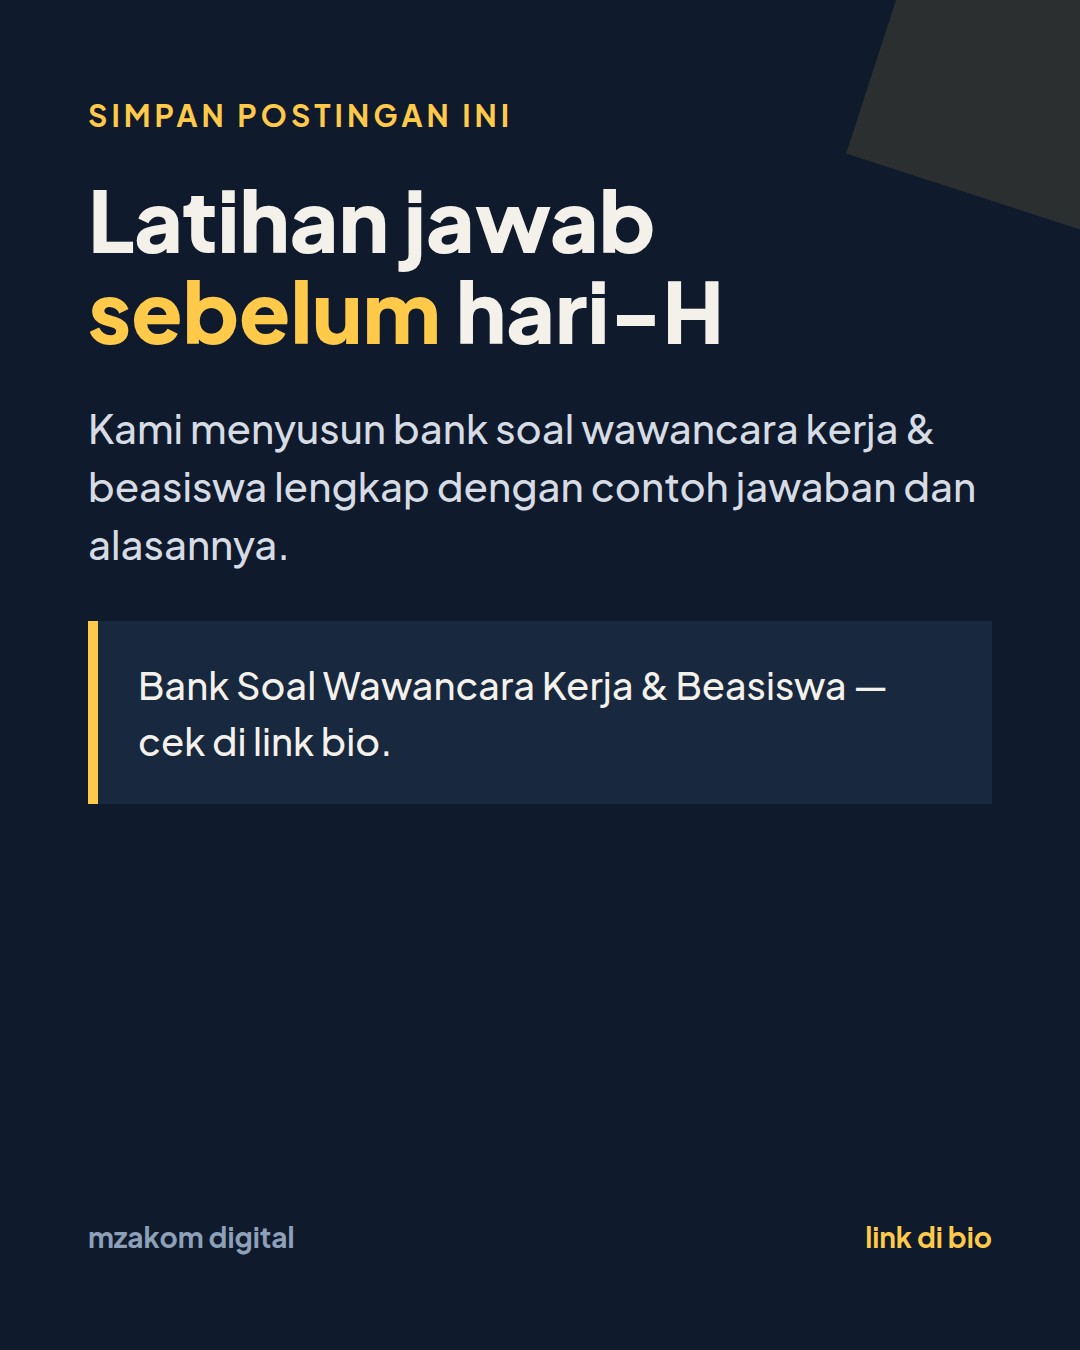 SIMPAN POSTINGAN INI
Latihan jawab
sebelum hari-H
Kami menyusun bank soal wawancara kerja &
beasiswa lengkap dengan contoh jawaban dan
alasannya.
Bank Soal Wawancara Kerja & Beasiswa —
cek di link bio.
mzakom digital
link di bio